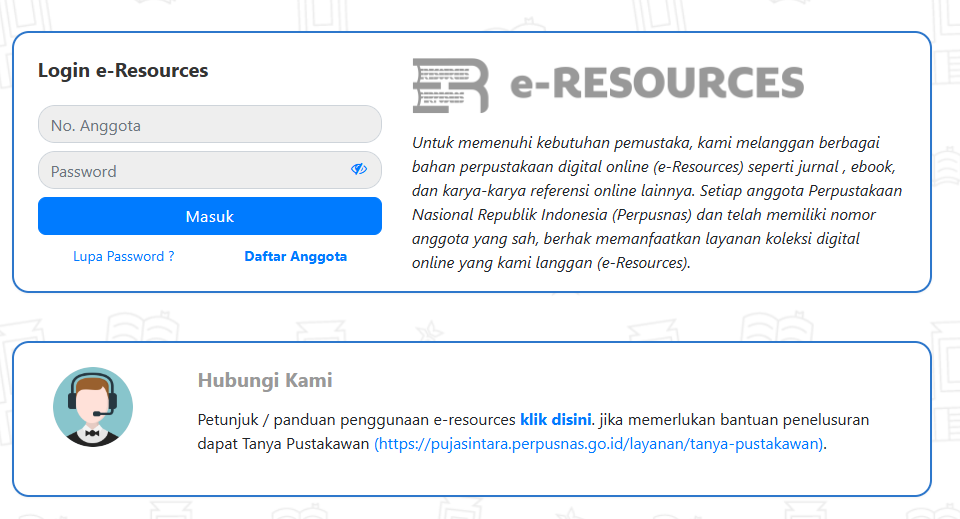 Login e-Resources
No. Anggota
Password
Masuk
Lupa Password ?
Daftar Anggota
e-RESOURCES
Untuk memenuhi kebutuhan pemustaka, kami melanggan berbagai
bahan perpustakaan digital online (e-Resources) seperti jurnal , ebook,
dan karya-karya referensi online lainnya. Setiap anggota Perpustakaan
Nasional Republik Indonesia (Perpusnas) dan telah memiliki nomor
anggota yang sah, berhak memanfaatkan layanan koleksi digital
online yang kami langgan (e-Resources).
Hubungi Kami
Petunjuk / panduan penggunaan e-resources klik disini. jika memerlukan bantuan penelusuran
dapat Tanya Pustakawan (https://pujasintara.perpusnas.go.id/layanan/tanya-pustakawan).